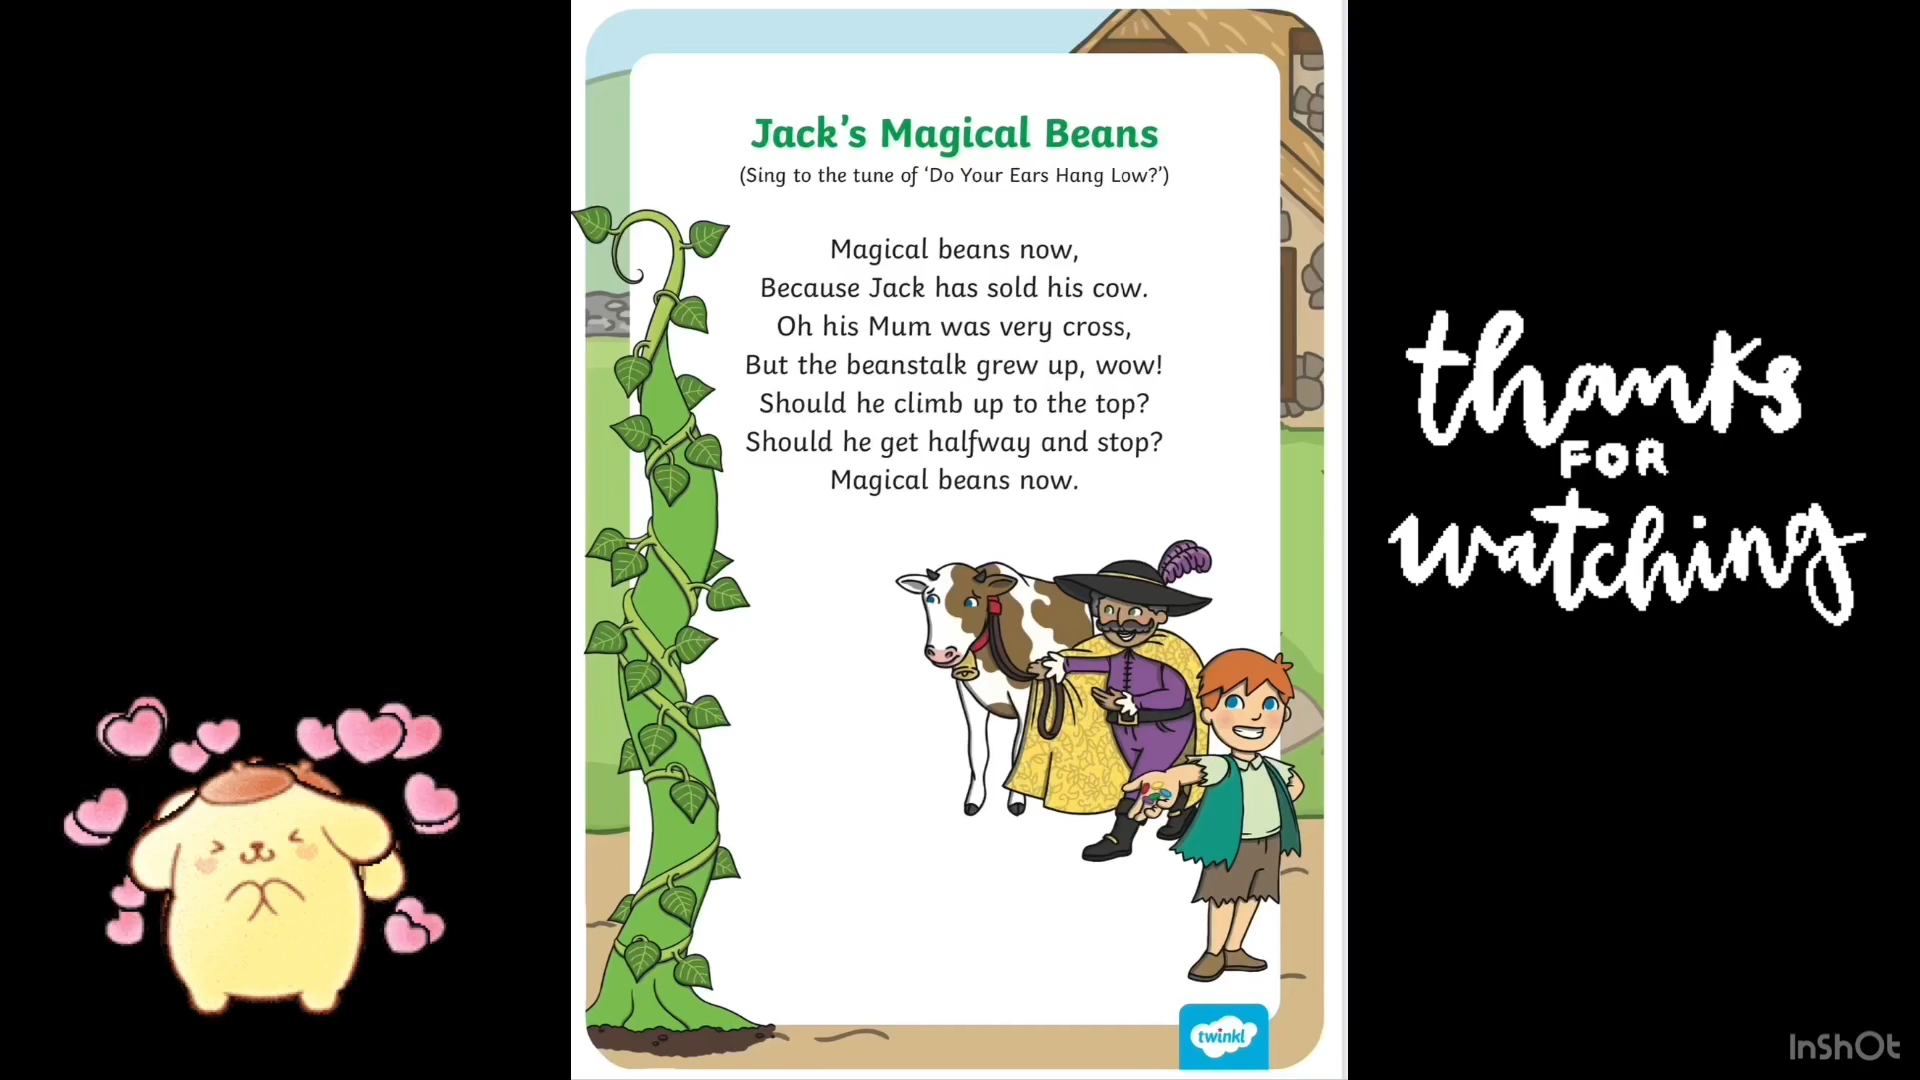 Jack's Magical Beans
(Sing to the tune of 'Do Your Ears Hang Low?')
Magical beans now,
Because Jack has sold his cow.
Oh his Mum was very cross,
But the beanstalk grew up, wow!
Should he climb up to the top?
Should he get halfway and stop?
Magical beans now.
twinkl
thanks
FOR
watching
InShOt